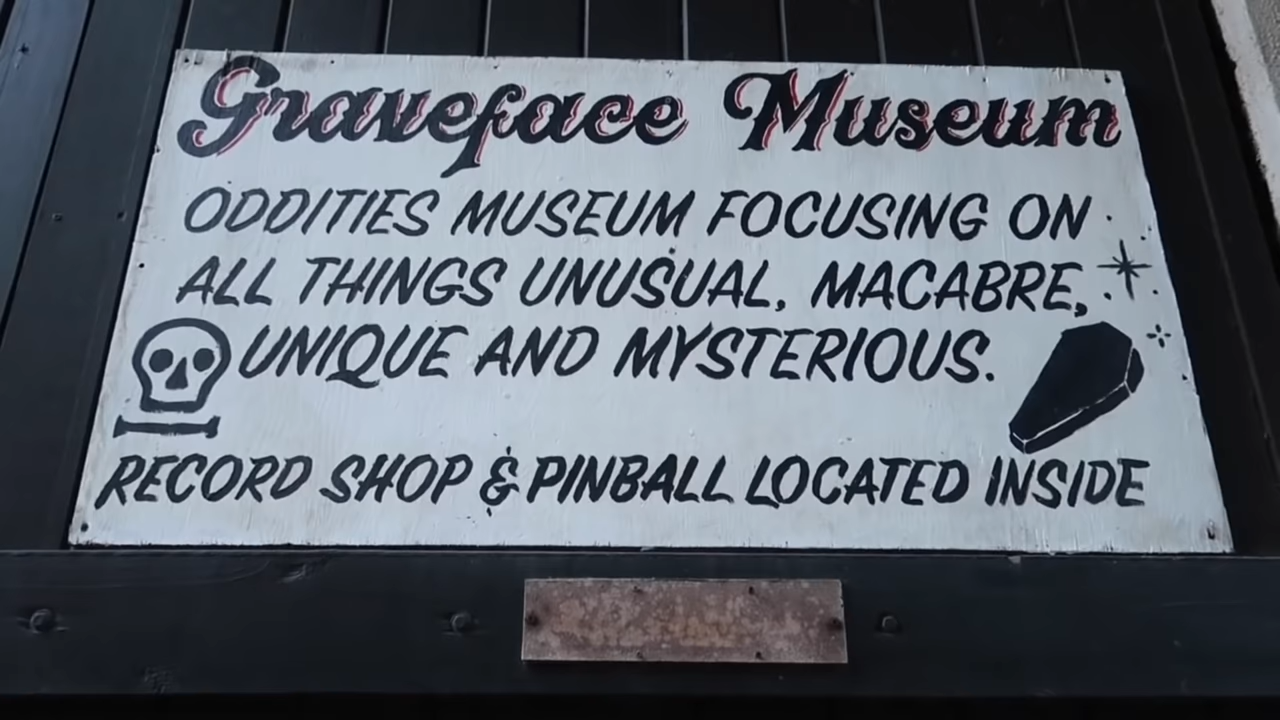 Graveface Museum
ODDITIES MUSEUM FOCUSING ON
ALL THINGS UNUSUAL, MACABRE,
UNIQUE AND MYSTERIOUS.
RECORD SHOP & PINBALL LOCATED INSIDE